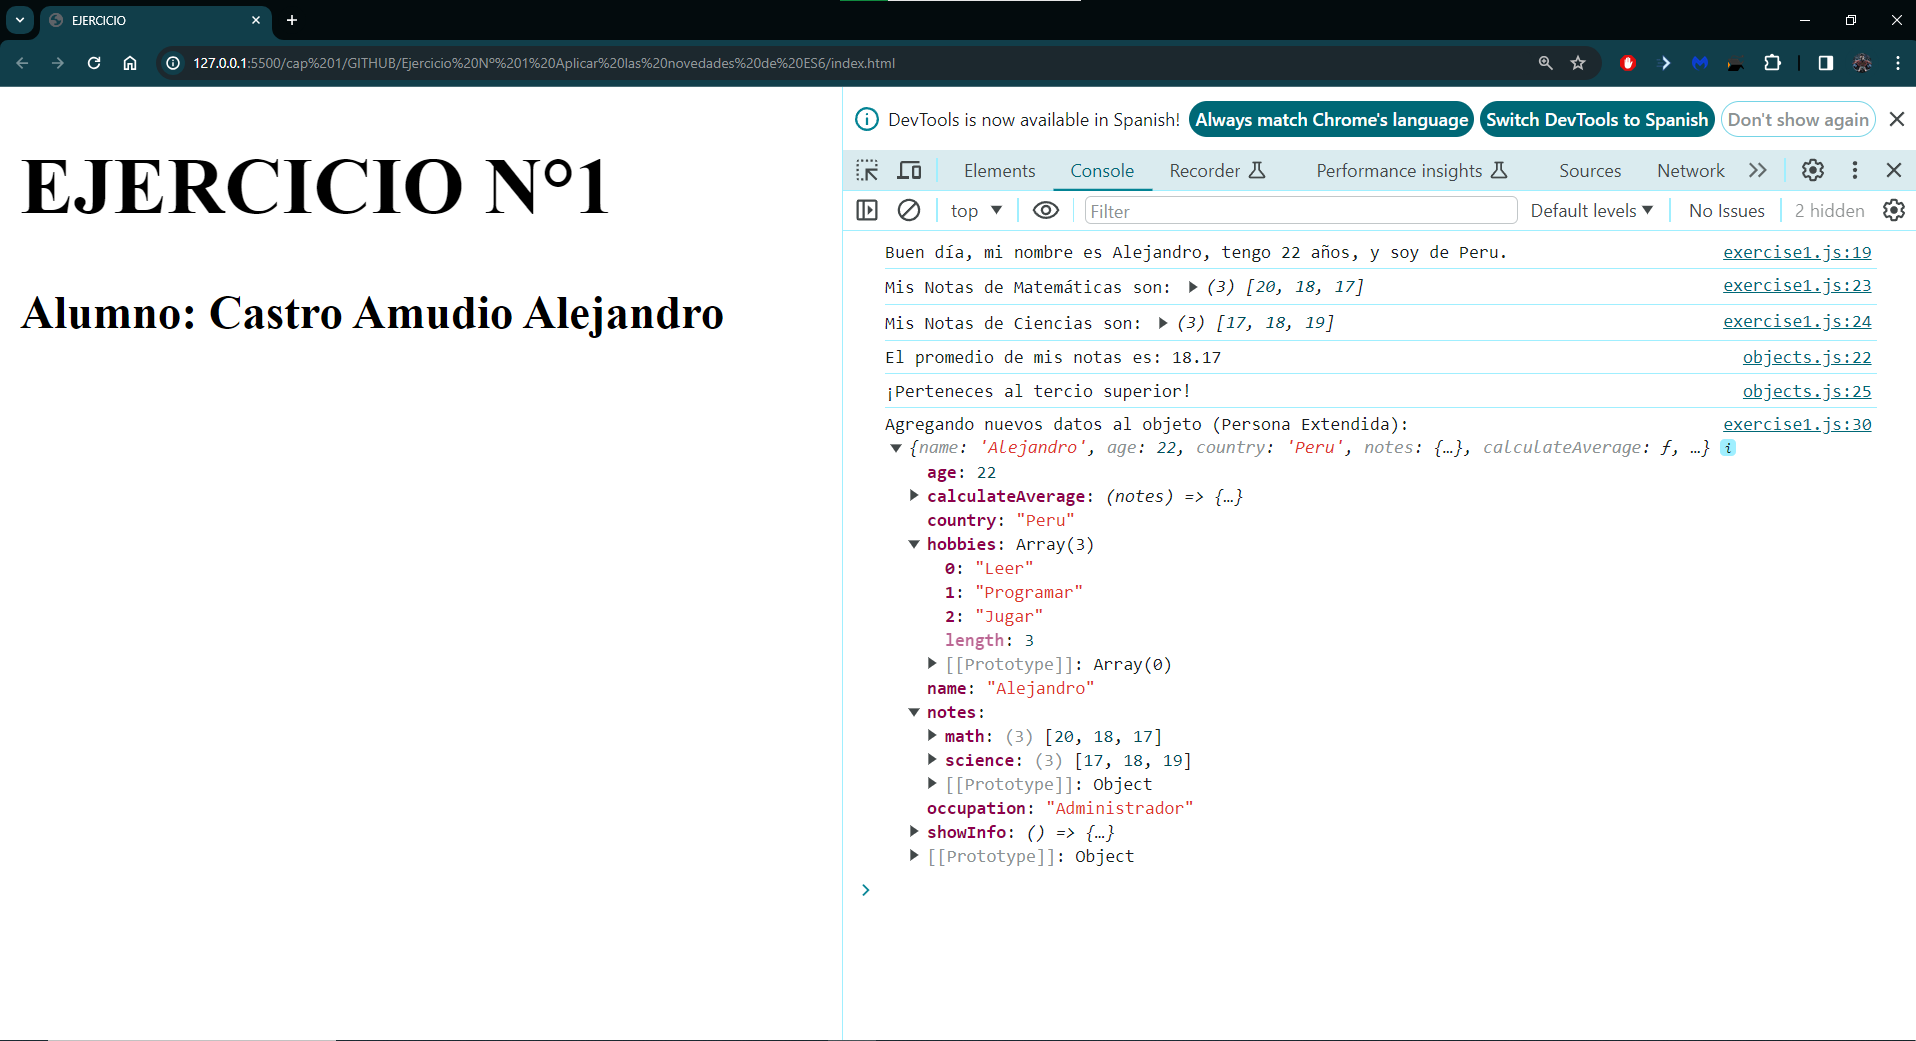 EJERCICIO
127.0.0.1:5500/cap%201/GITHUB/Ejercicio%20Nº%201%20Aplicar%20las%20novedades%20de%20ES6/index.html
EJERCICIO N°1
Alumno: Castro Amudio Alejandro
DevTools is now available in Spanish! Always match Chrome's language Switch DevTools to Spanish Don't show again
Elements Console Recorder Performance insights Sources Network
top Filter Default levels No Issues 2 hidden
Buen día, mi nombre es Alejandro, tengo 22 años, y soy de Peru. exercise1.js:19
Mis Notas de Matemáticas son: (3) [20, 18, 17] exercise1.js:23
Mis Notas de Ciencias son: (3) [17, 18, 19] exercise1.js:24
El promedio de mis notas es: 18.17 objects.js:22
¡Perteneces al tercio superior! objects.js:25
Agregando nuevos datos al objeto (Persona Extendida): exercise1.js:30
{name: 'Alejandro', age: 22, country: 'Peru', notes: {…}, calculateAverage: ƒ, …} i
age: 22
calculateAverage: (notes) => {…}
country: "Peru"
hobbies: Array(3)
0: "Leer"
1: "Programar"
2: "Jugar"
length: 3
[[Prototype]]: Array(0)
name: "Alejandro"
notes:
math: (3) [20, 18, 17]
science: (3) [17, 18, 19]
[[Prototype]]: Object
occupation: "Administrador"
showInfo: () => {…}
[[Prototype]]: Object